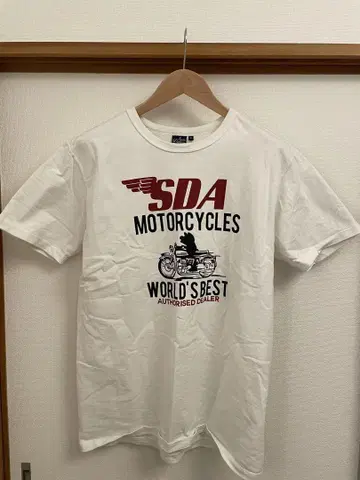 SDA
MOTORCYCLES
WORLD'S BEST
AUTHORISED DEALER